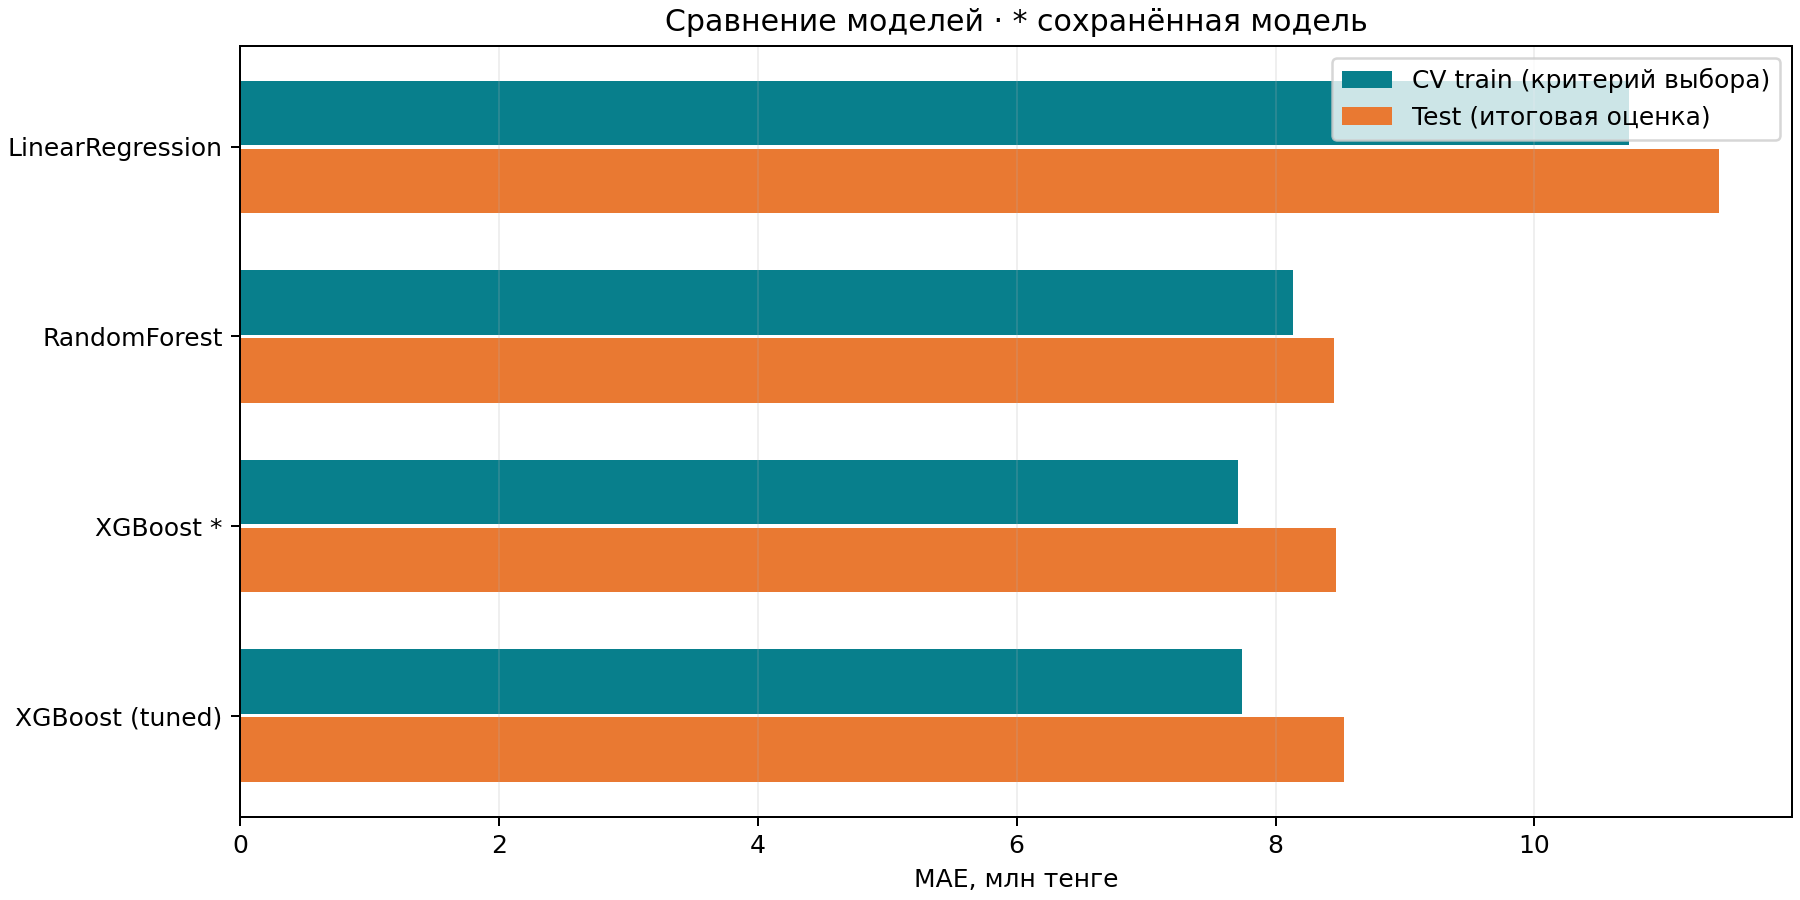 Сравнение моделей · * сохранённая модель
CV train (критерий выбора)
Test (итоговая оценка)
LinearRegression
RandomForest
XGBoost *
XGBoost (tuned)
0 2 4 6 8 10
MAE, млн тенге